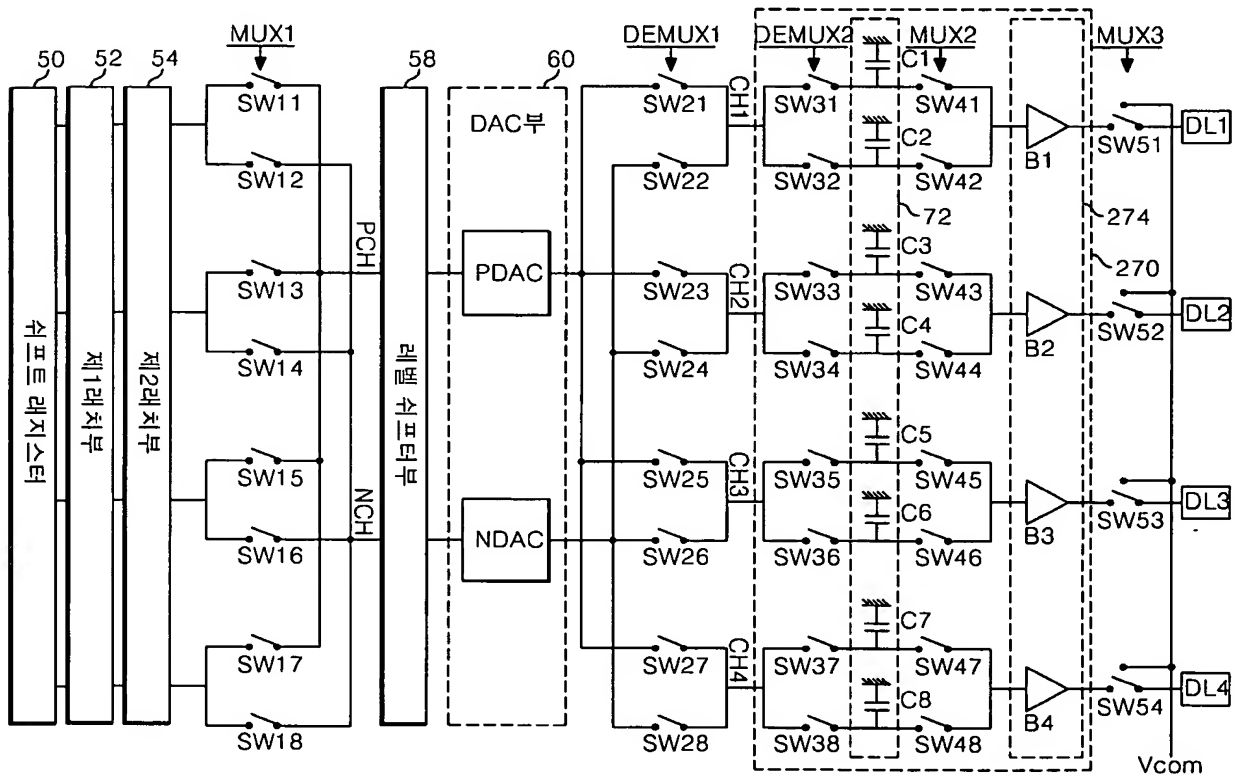 MUX1
DEMUX1
DEMUX2
MUX2
MUX3
50
52
54
58
60
쉬프트 래지스터
제1래치부
제2래치부
SW11
SW12
SW13
SW14
SW15
SW16
SW17
SW18
PCH
NCH
레벨 쉬프터부
DAC부
PDAC
NDAC
SW21
SW22
SW23
SW24
SW25
SW26
SW27
SW28
CH1
CH2
CH3
CH4
SW31
SW32
SW33
SW34
SW35
SW36
SW37
SW38
C1
C2
C3
C4
C5
C6
C7
C8
72
SW41
SW42
SW43
SW44
SW45
SW46
SW47
SW48
B1
B2
B3
B4
274
270
SW51
SW52
SW53
SW54
DL1
DL2
DL3
DL4
Vcom